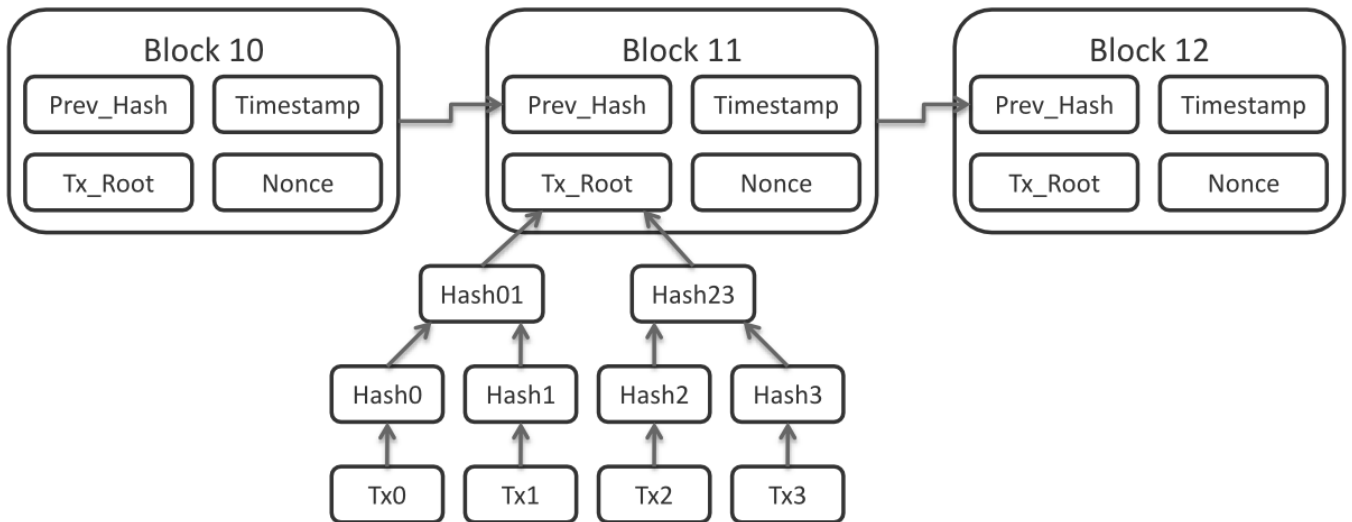 Block 10 Block 11 Block 12
Prev_Hash Timestamp Prev_Hash Timestamp Prev_Hash Timestamp
Tx_Root Nonce Tx_Root Nonce Tx_Root Nonce
Hash01 Hash23
Hash0 Hash1 Hash2 Hash3
Tx0 Tx1 Tx2 Tx3